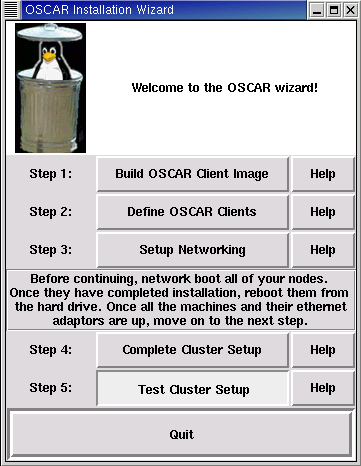 OSCAR Installation Wizard
Welcome to the OSCAR wizard!
Step 1: Build OSCAR Client Image Help
Step 2: Define OSCAR Clients Help
Step 3: Setup Networking Help
Before continuing, network boot all of your nodes.
Once they have completed installation, reboot them from
the hard drive. Once all the machines and their ethernet
adaptors are up, move on to the next step.
Step 4: Complete Cluster Setup Help
Step 5: Test Cluster Setup Help
Quit